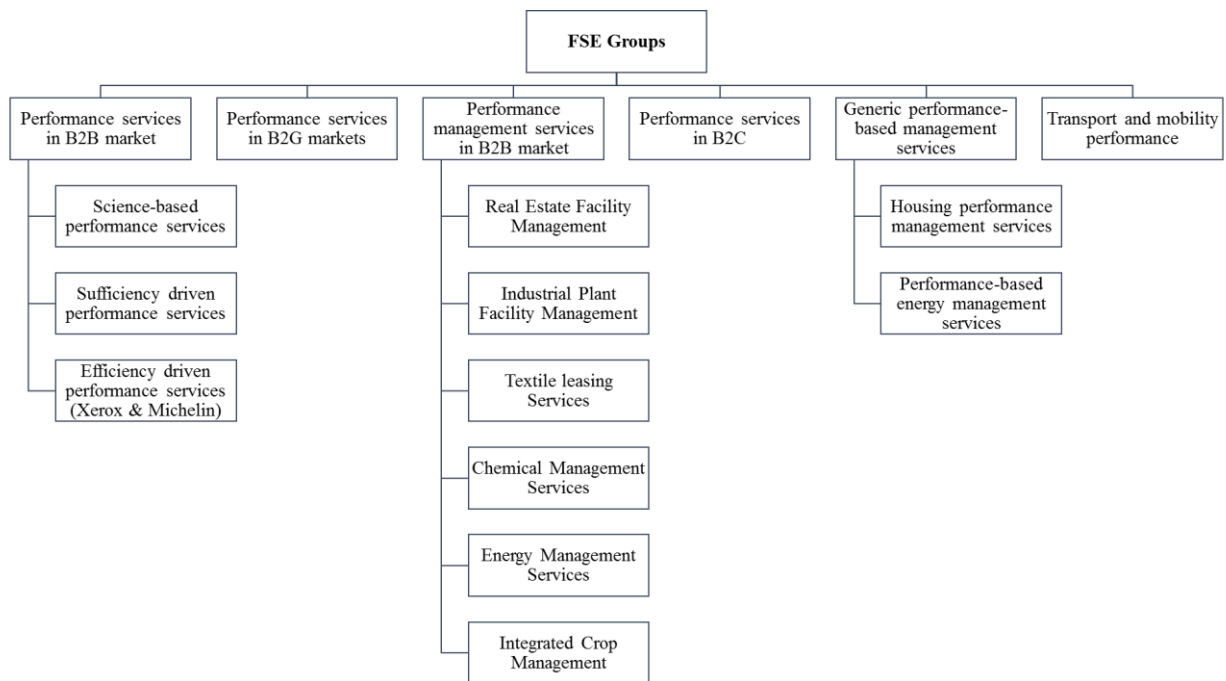 FSE Groups
Performance services
in B2B market
Performance services
in B2G markets
Performance
management services
in B2B market
Performance services
in B2C
Generic performance-
based management
services
Transport and mobility
performance
Science-based
performance services
Sufficiency driven
performance services
Efficiency driven
performance services
(Xerox & Michelin)
Real Estate Facility
Management
Industrial Plant
Facility Management
Textile leasing
Services
Chemical Management
Services
Energy Management
Services
Integrated Crop
Management
Housing performance
management services
Performance-based
energy management
services